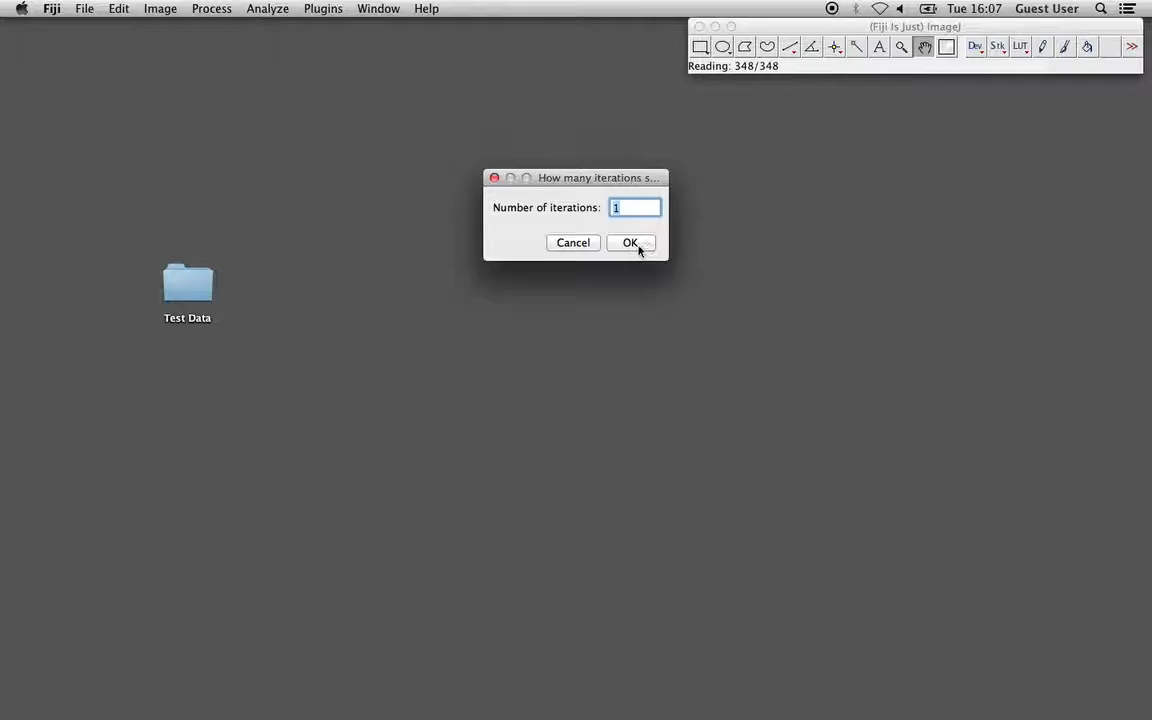 Fiji File Edit Image Process Analyze Plugins Window Help Tue 16:07 Guest User
(Fiji Is Just) ImageJ
A Dev Stk LUT >>
Reading: 348/348
How many iterations s...
Number of iterations: 1
Cancel OK
Test Data